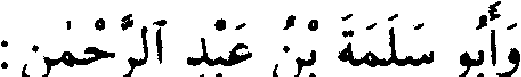 وَأَبُو سَلَمَةَ بْنُ عَبْدِ ٱلرَّحْمٰنِ :